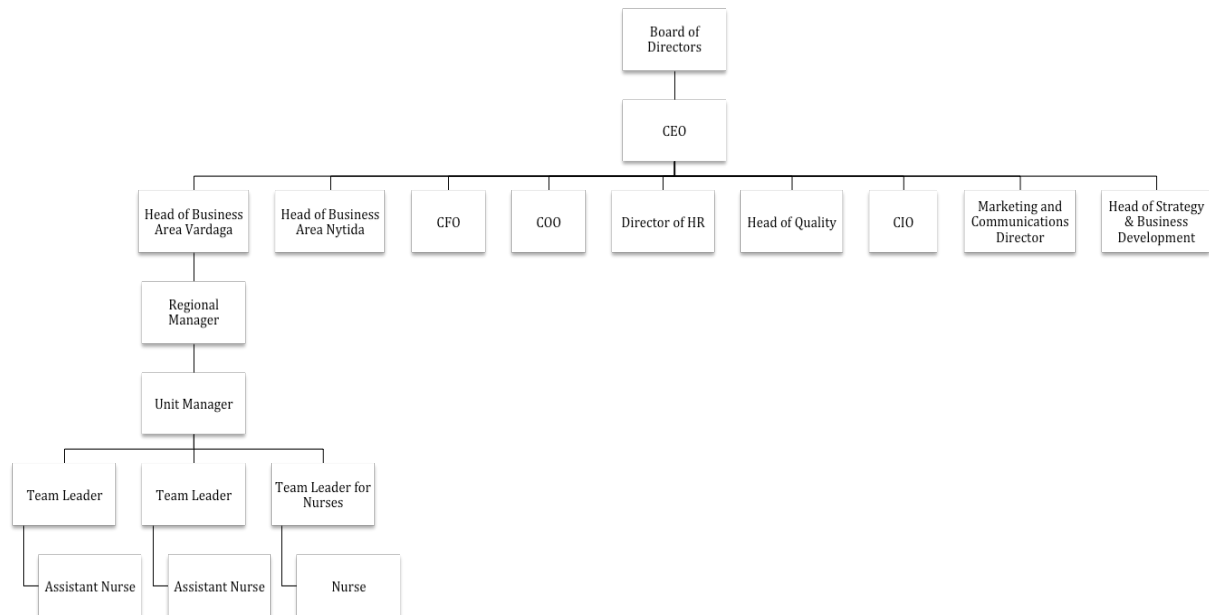 Board of
Directors
CEO
Head of Business
Area Vardaga
Head of Business
Area Nytida
CFO
COO
Director of HR
Head of Quality
CIO
Marketing and
Communications
Director
Head of Strategy
& Business
Development
Regional
Manager
Unit Manager
Team Leader
Team Leader
Team Leader for
Nurses
Assistant Nurse
Assistant Nurse
Nurse